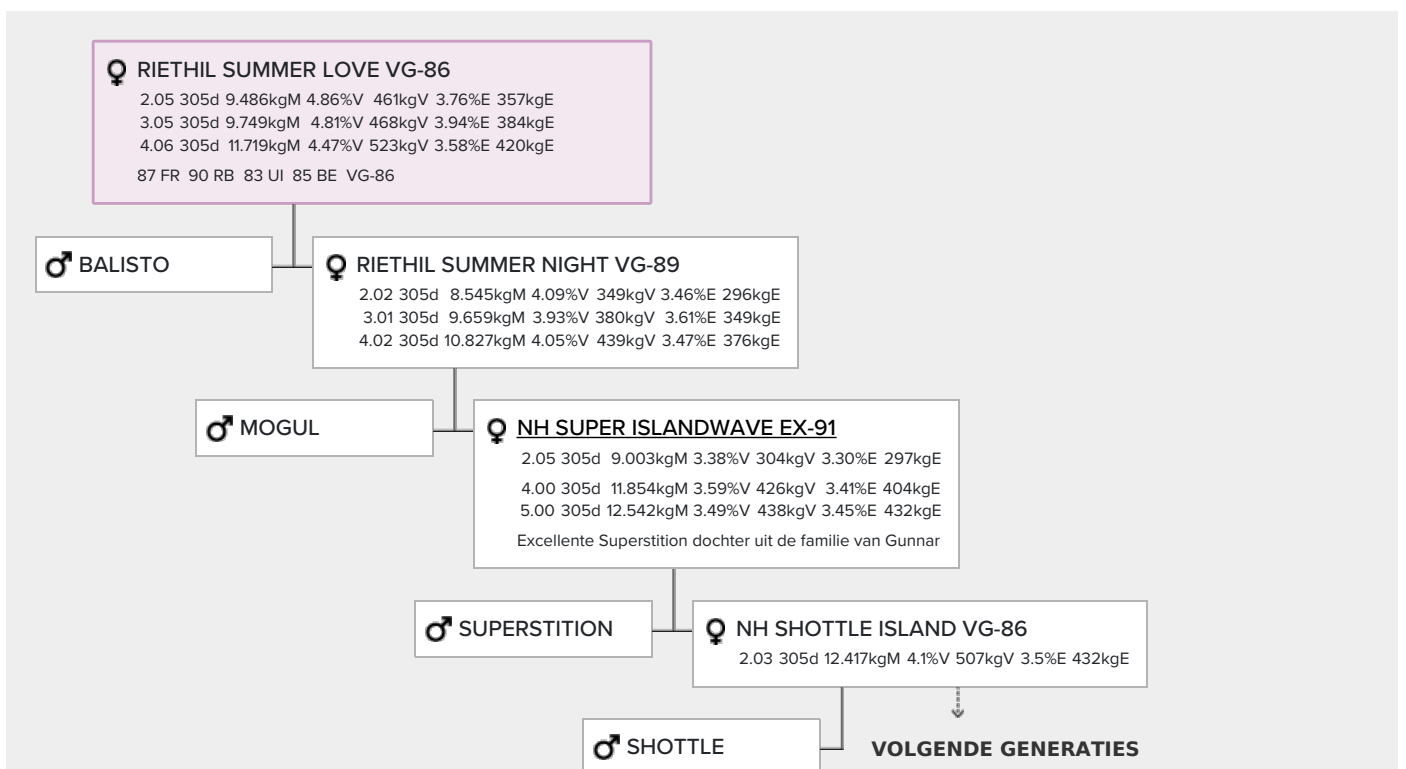 RIETHIL SUMMER LOVE VG-86
2.05 305d 9.486kgM 4.86%V 461kgV 3.76%E 357kgE
3.05 305d 9.749kgM 4.81%V 468kgV 3.94%E 384kgE
4.06 305d 11.719kgM 4.47%V 523kgV 3.58%E 420kgE
87 FR 90 RB 83 UI 85 BE VG-86
BALISTO
RIETHIL SUMMER NIGHT VG-89
2.02 305d 8.545kgM 4.09%V 349kgV 3.46%E 296kgE
3.01 305d 9.659kgM 3.93%V 380kgV 3.61%E 349kgE
4.02 305d 10.827kgM 4.05%V 439kgV 3.47%E 376kgE
MOGUL
NH SUPER ISLANDWAVE EX-91
2.05 305d 9.003kgM 3.38%V 304kgV 3.30%E 297kgE
4.00 305d 11.854kgM 3.59%V 426kgV 3.41%E 404kgE
5.00 305d 12.542kgM 3.49%V 438kgV 3.45%E 432kgE
Excellente Superstition dochter uit de familie van Gunnar
SUPERSTITION
NH SHOTTLE ISLAND VG-86
2.03 305d 12.417kgM 4.1%V 507kgV 3.5%E 432kgE
SHOTTLE
VOLGENDE GENERATIES